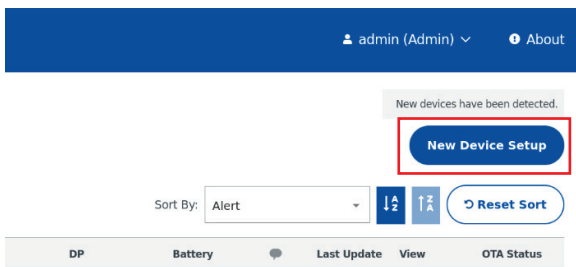 admin (Admin) About
New devices have been detected.
New Device Setup
Sort By: Alert A Z Z A Reset Sort
DP Battery Last Update View OTA Status